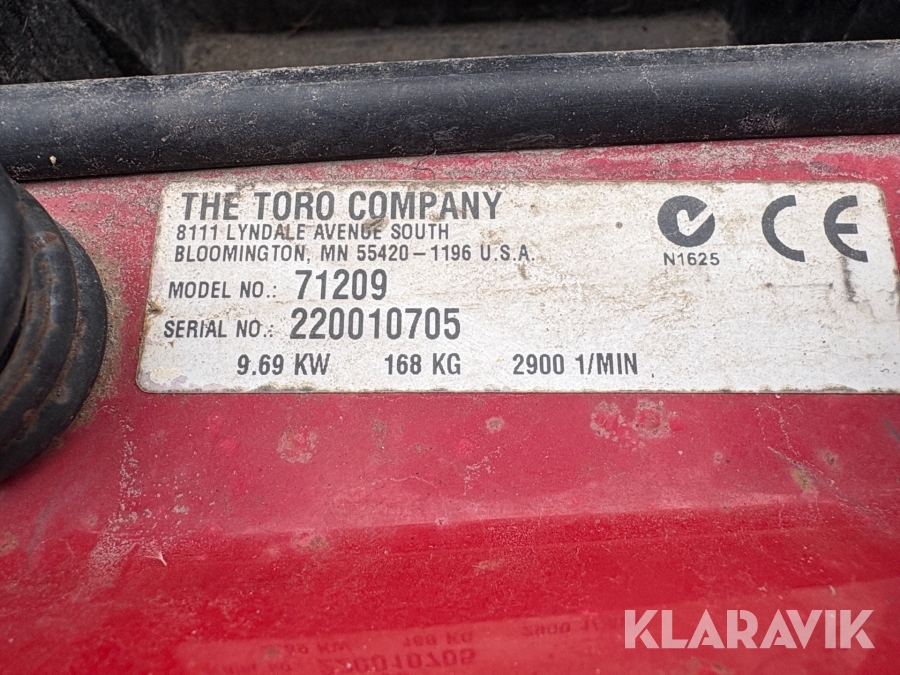 THE TORO COMPANY
8111 LYNDALE AVENUE SOUTH
BLOOMINGTON, MN 55420-1196 U.S.A.
N1625
CE
MODEL NO.: 71209
SERIAL NO.: 220010705
9.69 KW 168 KG 2900 1/MIN
KLARAVIK